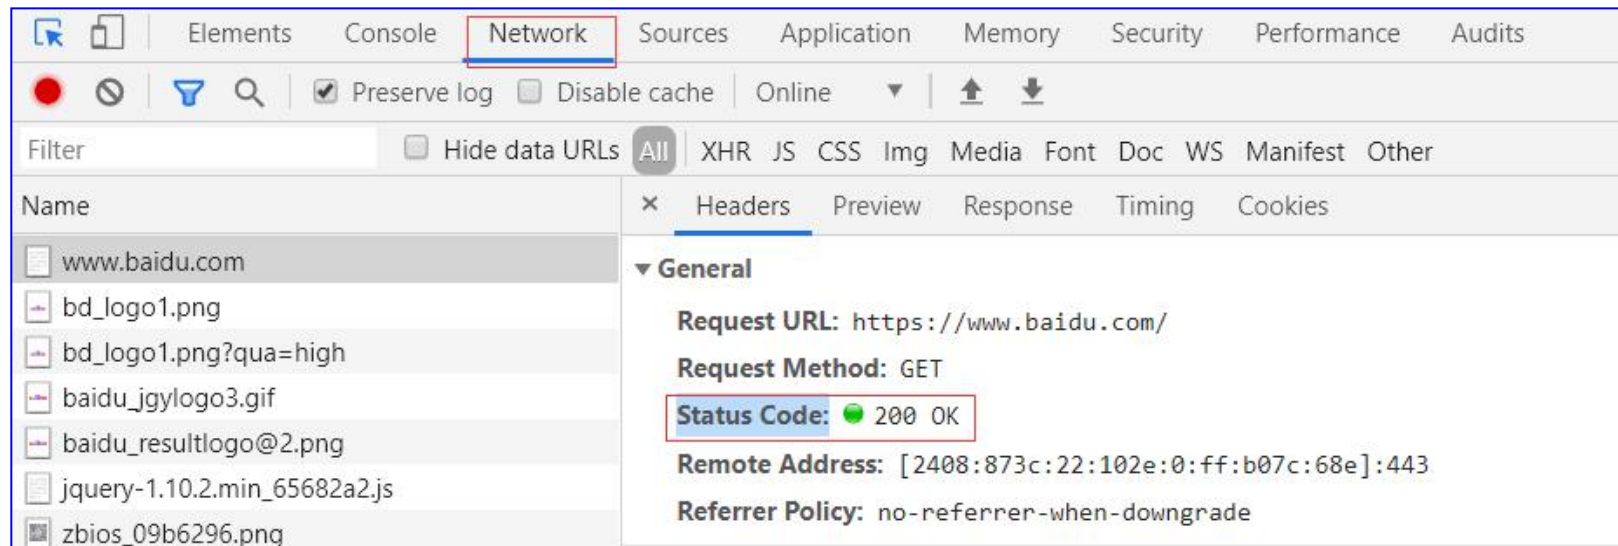 Elements Console Network Sources Application Memory Security Performance Audits
Preserve log Disable cache Online
Filter Hide data URLs All XHR JS CSS Img Media Font Doc WS Manifest Other
Name × Headers Preview Response Timing Cookies
www.baidu.com
General
bd_logo1.png
Request URL: https://www.baidu.com/
bd_logo1.png?qua=high
Request Method: GET
baidu_jgylogo3.gif
Status Code: 200 OK
baidu_resultlogo@2.png
Remote Address: [2408:873c:22:102e:0:ff:b07c:68e]:443
jquery-1.10.2.min_65682a2.js
Referrer Policy: no-referrer-when-downgrade
zbios_09b6296.png